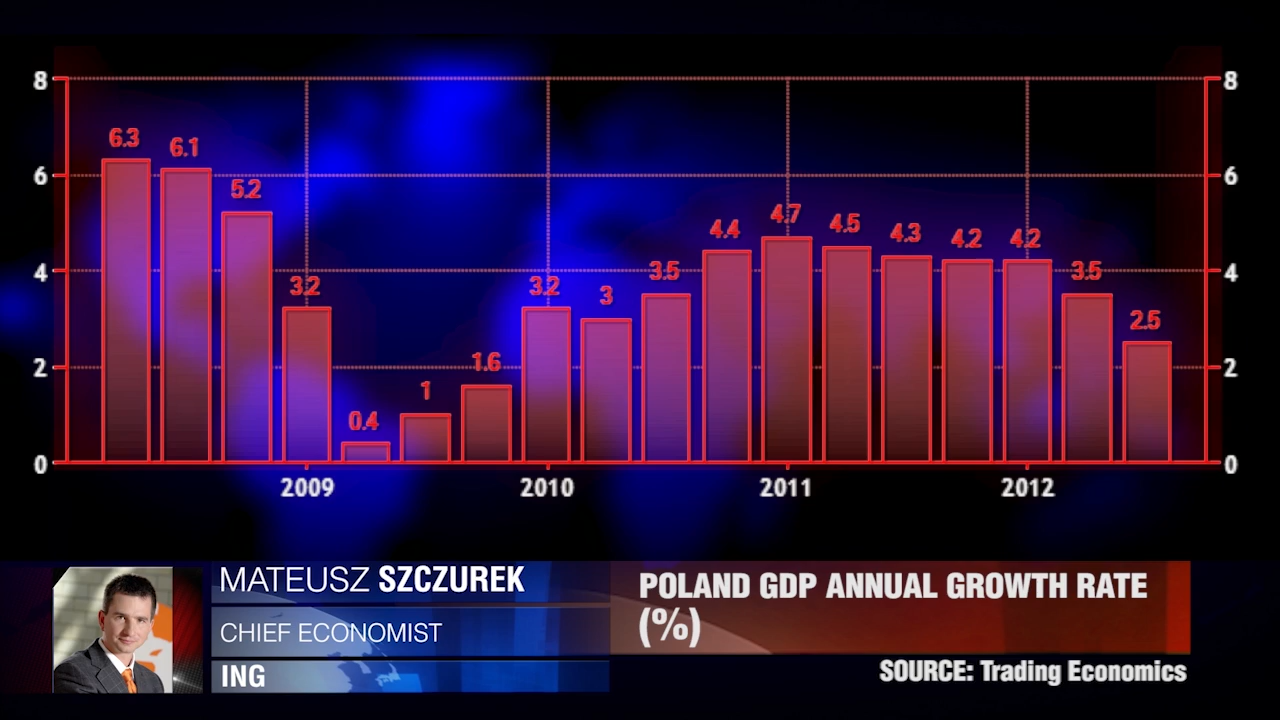 8 8
6.3 6.1
6 6
5.2
4.4 4.7 4.5 4.3 4.2 4.2
4 4
3.2 3.2 3 3.5 3.5
2.5
2 2
0.4 1 1.6
0 0
2009 2010 2011 2012
MATEUSZ SZCZUREK
CHIEF ECONOMIST
ING
POLAND GDP ANNUAL GROWTH RATE
(%)
SOURCE: Trading Economics